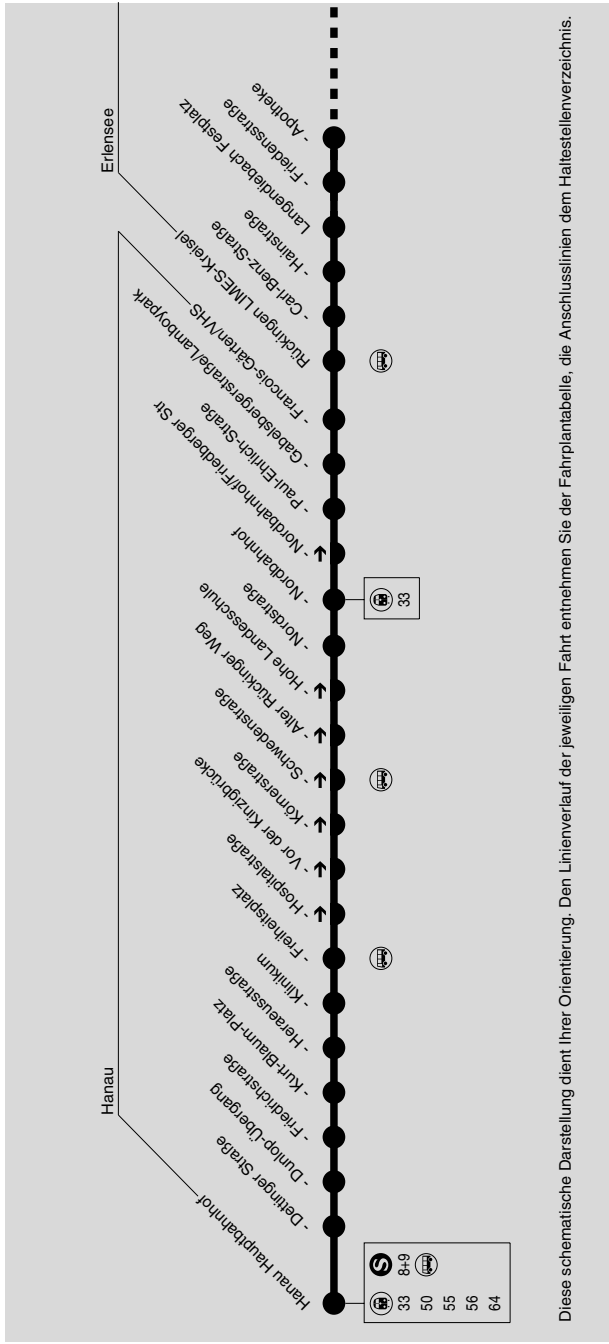 Hanau
Erlensee
Hanau Hauptbahnhof
- Dettinger Straße
- Dunlop-Übergang
- Friedrichstraße
- Kurt-Blaum-Platz
- Heraeusstraße
- Klinikum
- Freiheitsplatz
- Hospitalstraße
- Vor der Kinzigbrücke
- Körnerstraße
- Schwedenstraße
- Alter Rückinger Weg
- Hohe Landesschule
- Nordstraße
- Nordbahnhof
- Nordbahnhof/Friedberger Str
- Paul-Ehrlich-Straße
- Gabelsbergerstraße/Lamboypark
- Francois-Gärten/VHS
Rückingen LIMES-Kreisel
- Carl-Benz-Straße
- Hainstraße
Langendiebach Festplatz
- Friedensstraße
- Apotheke
33
50
55
56
64
S
8+9
33
Diese schematische Darstellung dient Ihrer Orientierung. Den Linienverlauf der jeweiligen Fahrt entnehmen Sie der Fahrplantabelle, die Anschlusslinien dem Haltestellenverzeichnis.